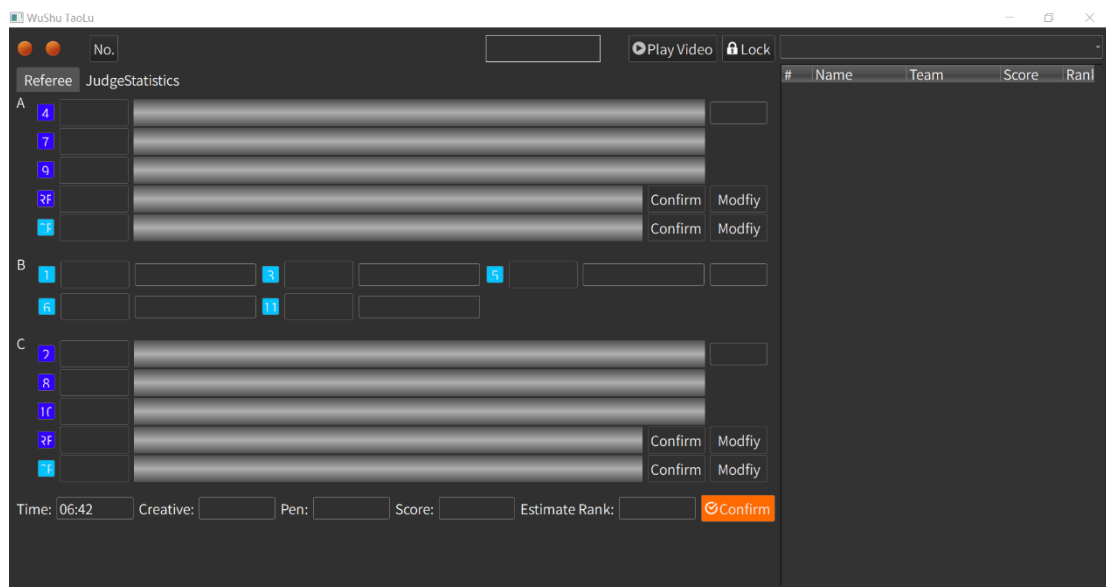 WuShu TaoLu
No. Play Video Lock
Referee JudgeStatistics
# Name Team Score
A
4
7
9
Confirm Modfiy
Confirm Modfiy
B
1 3 5
6 11
C
2
8
Confirm Modfiy
Confirm Modfiy
Time: 06:42 Creative: Pen: Score: Estimate Rank: Confirm